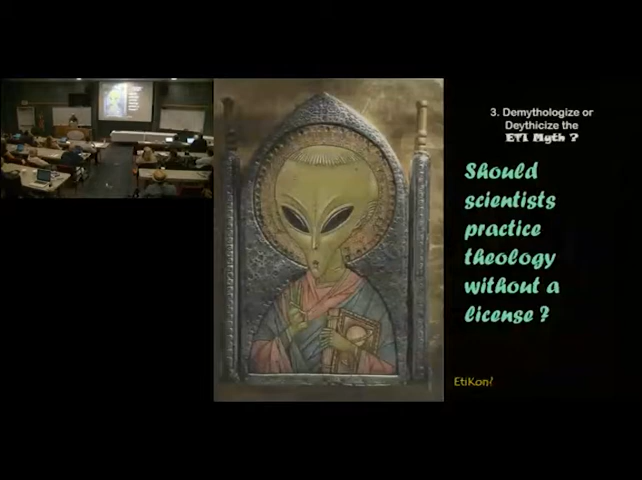 3. Demythologize or
Deythicize the
ETI Myth ?
Should
scientists
practice
theology
without a
license ?
EtiKon!